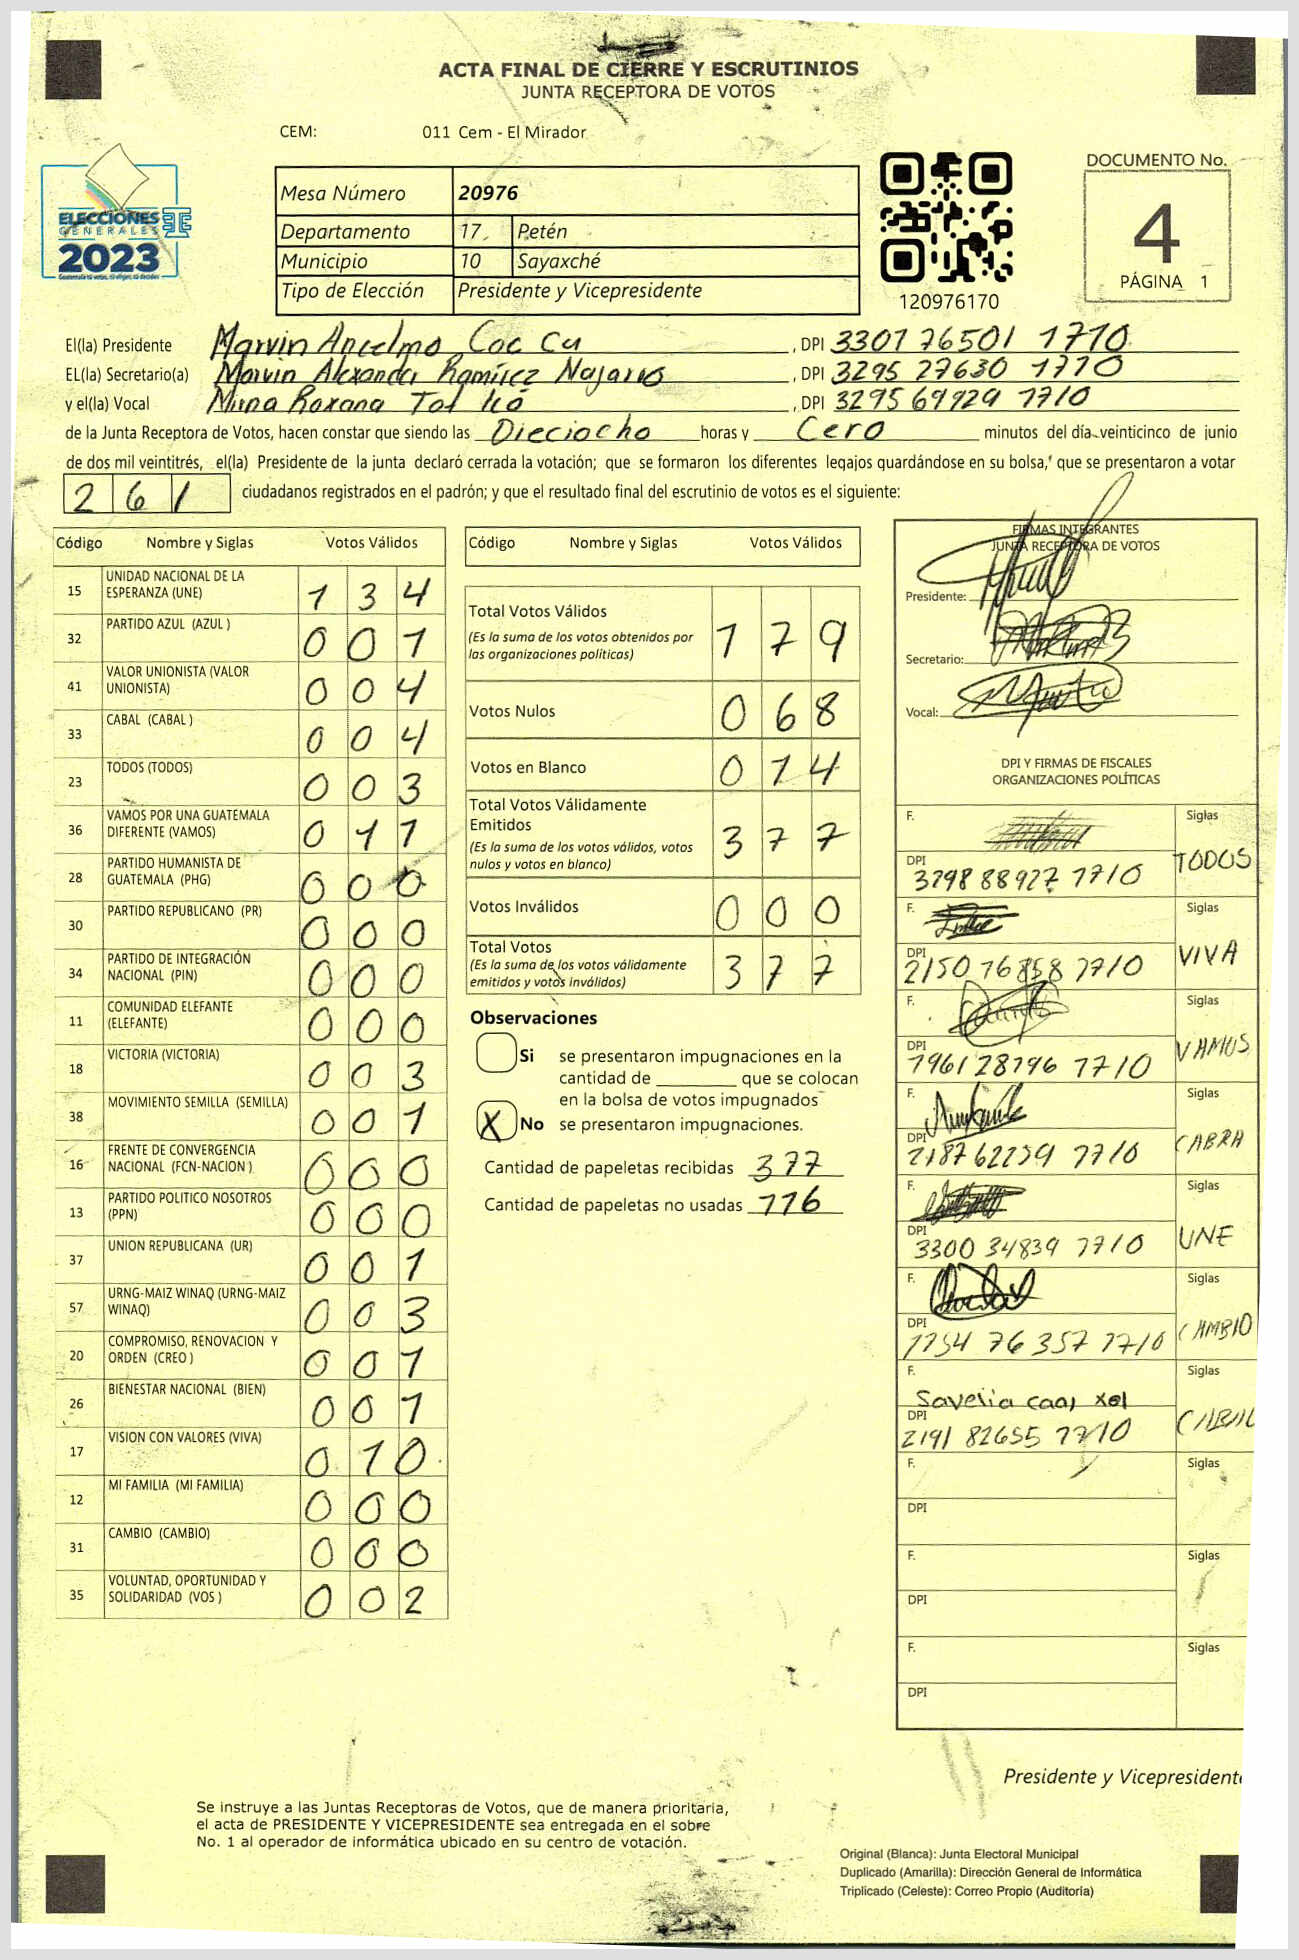 ACTA FINAL DE CIERRE Y ESCRUTINIOS
JUNTA RECEPTORA DE VOTOS
CEM: 011 Cem - El Mirador
ELECCIONES
GENERALES
2023
Mesa Número 20976
Departamento 17 Petén
Municipio 10 Sayaxché
Tipo de Elección Presidente y Vicepresidente
120976170
DOCUMENTO No.
4
PÁGINA 1
El(la) Presidente Marvin Anselmo Coc Cu , DPI 3301 76501 1710
EL(la) Secretario(a) Marvin Alexander Ramírez Najarro , DPI 3295 27630 1710
y el(la) Vocal Mirna Roxana Tot Icó , DPI 3295 69929 1710
de la Junta Receptora de Votos, hacen constar que siendo las Dieciocho horas y Cero minutos del día veinticinco de junio
de dos mil veintitrés, el(la) Presidente de la junta declaró cerrada la votación; que se formaron los diferentes legajos guardándose en su bolsa, que se presentaron a votar
261 ciudadanos registrados en el padrón; y que el resultado final del escrutinio de votos es el siguiente:
Código Nombre y Siglas Votos Válidos
15 UNIDAD NACIONAL DE LA ESPERANZA (UNE) 1 3 4
32 PARTIDO AZUL (AZUL ) 0 0 1
41 VALOR UNIONISTA (VALOR UNIONISTA) 0 0 4
33 CABAL (CABAL ) 0 0 4
23 TODOS (TODOS) 0 0 3
36 VAMOS POR UNA GUATEMALA DIFERENTE (VAMOS) 0 1 1
28 PARTIDO HUMANISTA DE GUATEMALA (PHG) 0 0 0
30 PARTIDO REPUBLICANO (PR) 0 0 0
34 PARTIDO DE INTEGRACIÓN NACIONAL (PIN) 0 0 0
11 COMUNIDAD ELEFANTE (ELEFANTE) 0 0 0
18 VICTORIA (VICTORIA) 0 0 3
38 MOVIMIENTO SEMILLA (SEMILLA) 0 0 1
16 FRENTE DE CONVERGENCIA NACIONAL (FCN-NACION ) 0 0 0
13 PARTIDO POLITICO NOSOTROS (PPN) 0 0 0
37 UNION REPUBLICANA (UR) 0 0 1
57 URNG-MAIZ WINAQ (URNG-MAIZ WINAQ) 0 0 3
20 COMPROMISO, RENOVACION Y ORDEN (CREO ) 0 0 1
26 BIENESTAR NACIONAL (BIEN) 0 0 1
17 VISION CON VALORES (VIVA) 0 1 0
12 MI FAMILIA (MI FAMILIA) 0 0 0
31 CAMBIO (CAMBIO) 0 0 0
35 VOLUNTAD, OPORTUNIDAD Y SOLIDARIDAD (VOS ) 0 0 2
Código Nombre y Siglas Votos Válidos
Total Votos Válidos 1 7 9
(Es la suma de los votos obtenidos por
las organizaciones politicas)
Votos Nulos 0 6 8
Votos en Blanco 0 1 4
Total Votos Válidamente
Emitidos 3 7 7
(Es la suma de los votos válidos, votos
nulos y votos en blanco)
Votos Inválidos 0 0 0
Total Votos 3 7 7
(Es la suma de los votos válidamente
emitidos y votos inválidos)
Observaciones
Si se presentaron impugnaciones en la
cantidad de ________ que se colocan
en la bolsa de votos impugnados
X No se presentaron impugnaciones.
Cantidad de papeletas recibidas 377
Cantidad de papeletas no usadas 116
FIRMAS INTEGRANTES
JUNTA RECEPTORA DE VOTOS
Presidente:
Secretario:
Vocal:
DPI Y FIRMAS DE FISCALES
ORGANIZACIONES POLÍTICAS
F. Siglas
DPI 3298 88927 1710 TODOS
F. Siglas
DPI 2150 76858 1710 VIVA
F. Siglas
DPI 1961 28796 1710 VAMOS
F. Siglas
DPI 2187 62259 1710 CABRA
F. Siglas
DPI 3300 34839 1710 UNE
F. Siglas
DPI 1754 76357 1710 CAMBIO
F. Savelia caal xol Siglas
DPI 2191 82655 1710 CABAL
F. Siglas
DPI
F. Siglas
DPI
F. Siglas
DPI
Presidente y Vicepresidente
Se instruye a las Juntas Receptoras de Votos, que de manera prioritaria,
el acta de PRESIDENTE Y VICEPRESIDENTE sea entregada en el sobre
No. 1 al operador de informática ubicado en su centro de votación.
Original (Blanca): Junta Electoral Municipal
Duplicado (Amarilla): Dirección General de Informática
Triplicado (Celeste): Correo Propio (Auditoría)